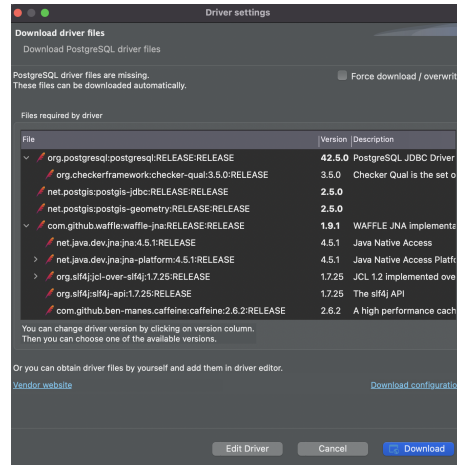 Driver settings
Download driver files
Download PostgreSQL driver files
PostgreSQL driver files are missing.
These files can be downloaded automatically.
Force download / overwrit
Files required by driver
File Version Description
org.postgresql:postgresql:RELEASE:RELEASE 42.5.0 PostgreSQL JDBC Driver
org.checkerframework:checker-qual:3.5.0:RELEASE 3.5.0 Checker Qual is the set o
net.postgis:postgis-jdbc:RELEASE 2.5.0
net.postgis:postgis-geometry:RELEASE:RELEASE 2.5.0
com.github.waffle:waffle-jna:RELEASE:RELEASE 1.9.1 WAFFLE JNA implementa
net.java.dev.jna:jna:4.5.1:RELEASE 4.5.1 Java Native Access
net.java.dev.jna:jna-platform:4.5.1:RELEASE 4.5.1 Java Native Access Platfo
org.slf4j:jcl-over-slf4j:1.7.25:RELEASE 1.7.25 JCL 1.2 implemented ove
org.slf4j:slf4j-api:1.7.25:RELEASE 1.7.25 The slf4j API
com.github.ben-manes.caffeine:caffeine:2.6.2:RELEASE 2.6.2 A high performance cach
You can change driver version by clicking on version column.
Then you can choose one of the available versions.
Or you can obtain driver files by yourself and add them in driver editor.
Vendor website Download configuratio
Edit Driver Cancel Download